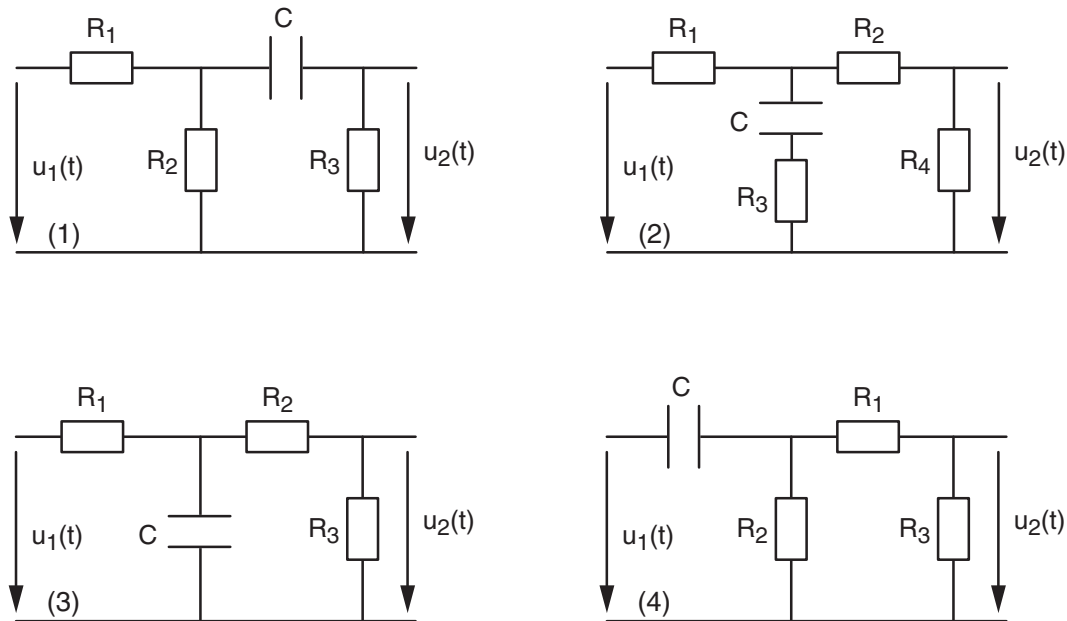 R1
C
R2
R3
u1(t)
u2(t)
(1)
R1
R2
C
R3
R4
u1(t)
u2(t)
(2)
R1
R2
C
R3
u1(t)
u2(t)
(3)
C
R1
R2
R3
u1(t)
u2(t)
(4)